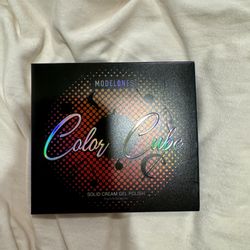 MODELONES
Color Cube
SOLID CREAM GEL POLISH